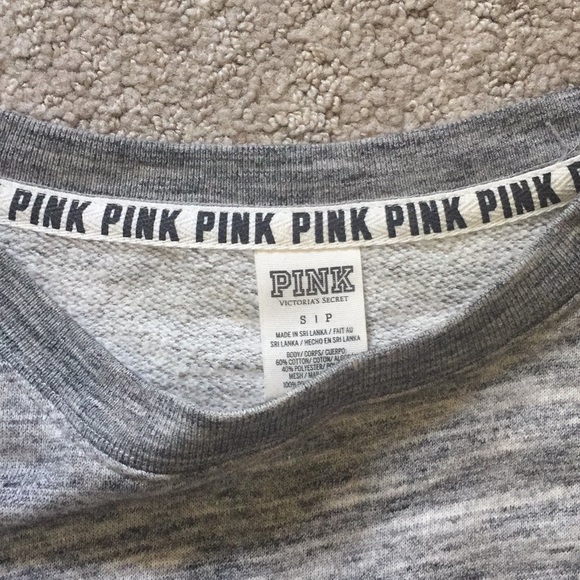 PINK PINK PINK PINK PINK PINK
PINK
VICTORIA'S SECRET
S | P
MADE IN SRI LANKA / FAIT AU
SRI LANKA / HECHO EN SRI LANKA
BODY/ CORPS/ CUERPO:
60% COTTON/ COTON/
40% POLYESTER/
MESH /
100%